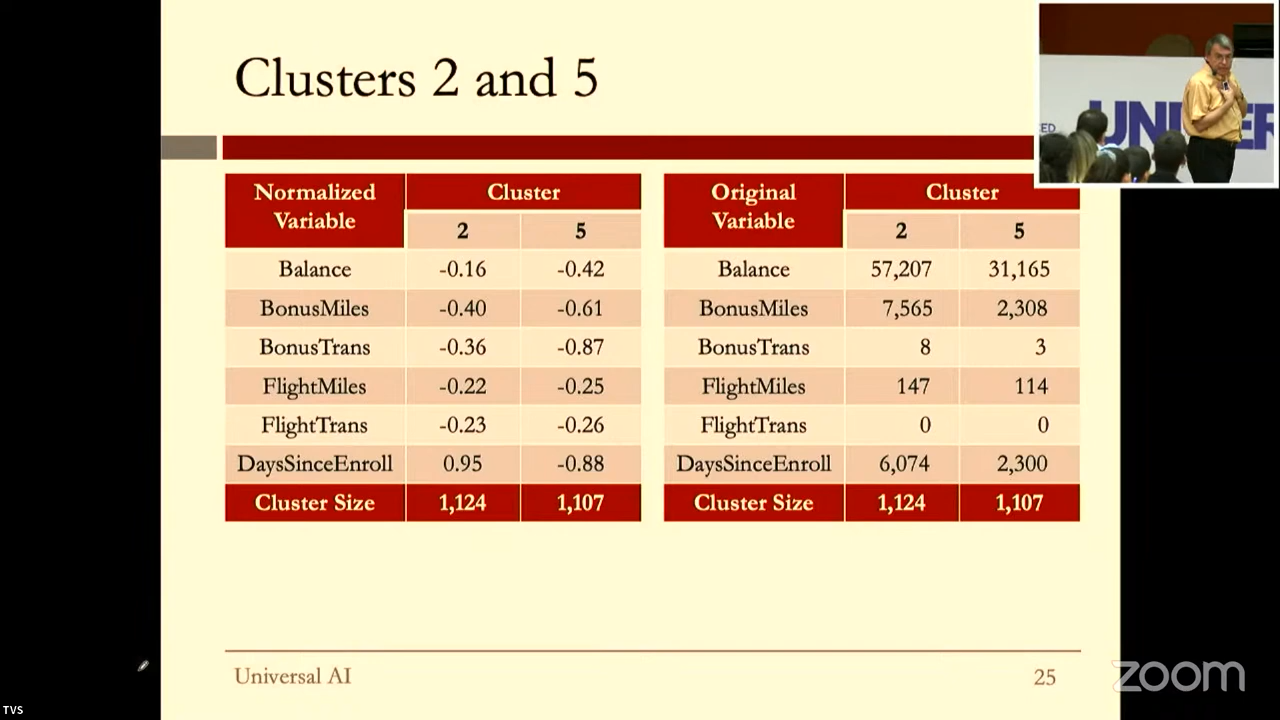 Clusters 2 and 5
Normalized Variable | Cluster
2 | 5
Balance | -0.16 | -0.42
BonusMiles | -0.40 | -0.61
BonusTrans | -0.36 | -0.87
FlightMiles | -0.22 | -0.25
FlightTrans | -0.23 | -0.26
DaysSinceEnroll | 0.95 | -0.88
Cluster Size | 1,124 | 1,107
Original Variable | Cluster
2 | 5
Balance | 57,207 | 31,165
BonusMiles | 7,565 | 2,308
BonusTrans | 8 | 3
FlightMiles | 147 | 114
FlightTrans | 0 | 0
DaysSinceEnroll | 6,074 | 2,300
Cluster Size | 1,124 | 1,107
Universal AI
25
zoom
TVS